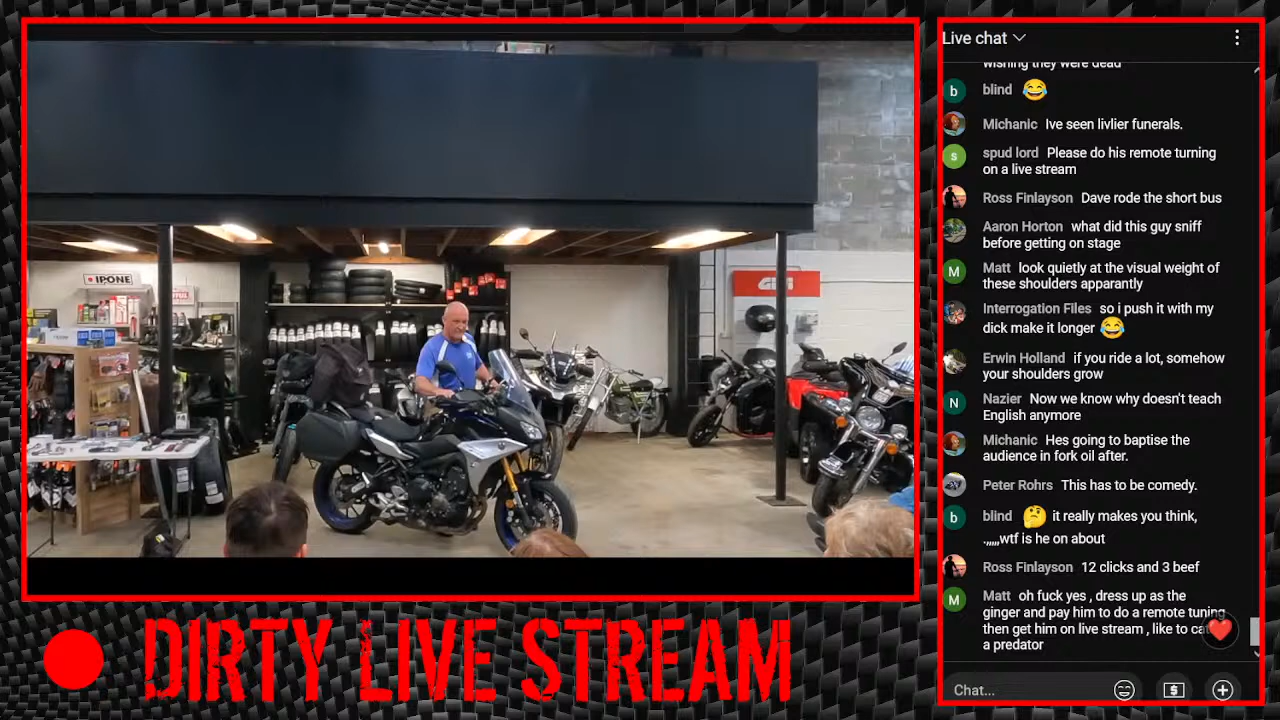 IPONE
Live chat
wishing they were dead
blind 😂
Michanic Ive seen livlier funerals.
spud lord Please do his remote turning
on a live stream
Ross Finlayson Dave rode the short bus
Aaron Horton what did this guy sniff
before getting on stage
Matt look quietly at the visual weight of
these shoulders apparantly
Interrogation Files so i push it with my
dick make it longer 😂
Erwin Holland if you ride a lot, somehow
your shoulders grow
Nazier Now we know why doesn't teach
English anymore
Michanic Hes going to baptise the
audience in fork oil after.
Peter Rohrs This has to be comedy.
blind 🤔 it really makes you think,
.,,,,,wtf is he on about
Ross Finlayson 12 clicks and 3 beef
Matt oh fuck yes , dress up as the
ginger and pay him to do a remote tuning
then get him on live stream , like to
a predator
Chat...
DIRTY LIVE STREAM